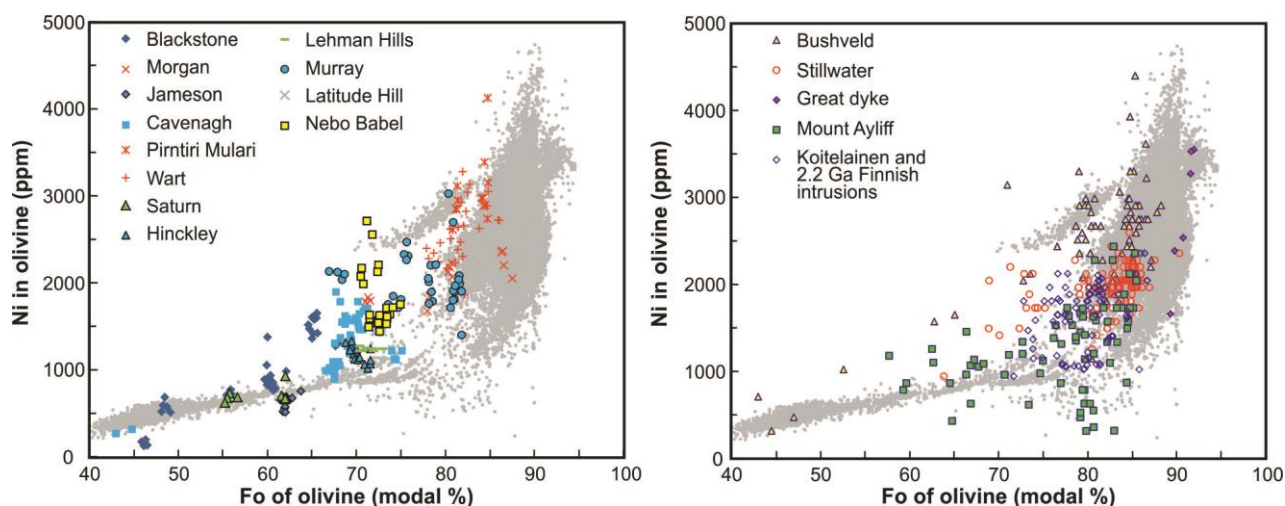 5000
4000
3000
2000
1000
0
Ni in olivine (ppm)
Blackstone
Morgan
Jameson
Cavenagh
Pirntiri Mulari
Wart
Saturn
Hinckley
Lehman Hills
Murray
Latitude Hill
Nebo Babel
40 50 60 70 80 90 100
Fo of olivine (modal %)
5000
4000
3000
2000
1000
0
Ni in olivine (ppm)
Bushveld
Stillwater
Great dyke
Mount Ayliff
Koitelainen and
2.2 Ga Finnish
intrusions
40 50 60 70 80 90 100
Fo of olivine (modal %)